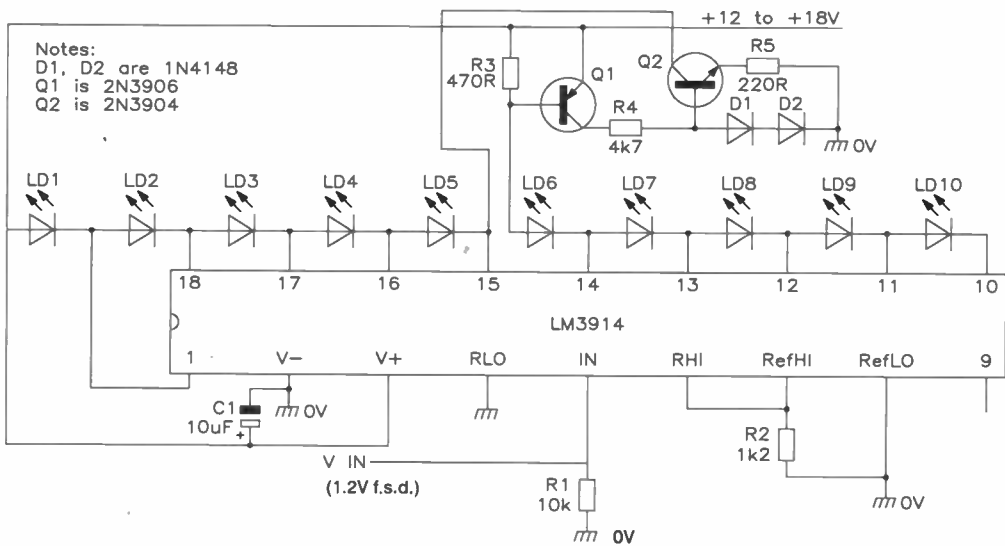 +12 to +18V
Notes:
D1, D2 are 1N4148
Q1 is 2N3906
Q2 is 2N3904
R3
470R
Q1
Q2
R5
220R
R4
4k7
D1
D2
0V
LD1
LD2
LD3
LD4
LD5
LD6
LD7
LD8
LD9
LD10
18
17
16
15
14
13
12
11
10
LM3914
1
V-
V+
RLO
IN
RHI
RefHI
RefLO
9
C1
10uF
+
0V
R2
1k2
V IN
(1.2V f.s.d.)
R1
10k
0V
0V